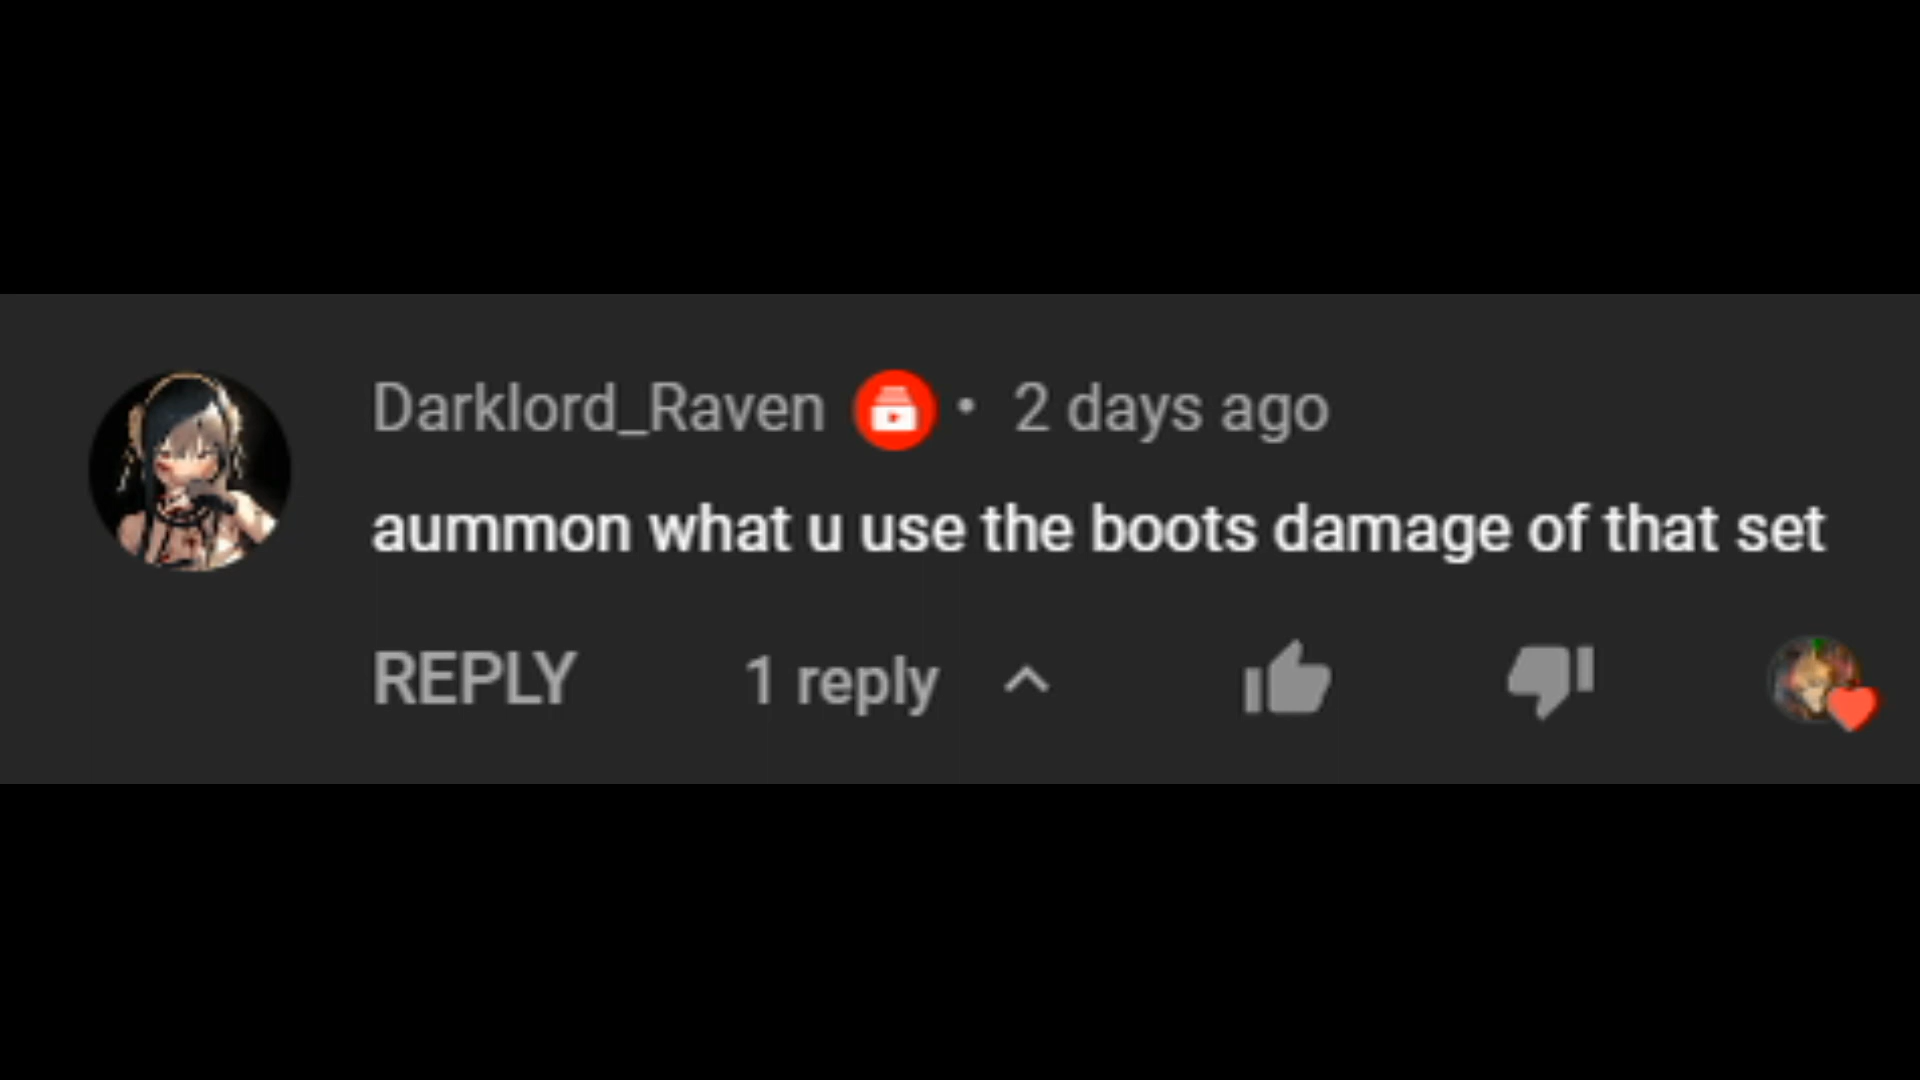 Darklord_Raven • 2 days ago
aummon what u use the boots damage of that set
REPLY 1 reply